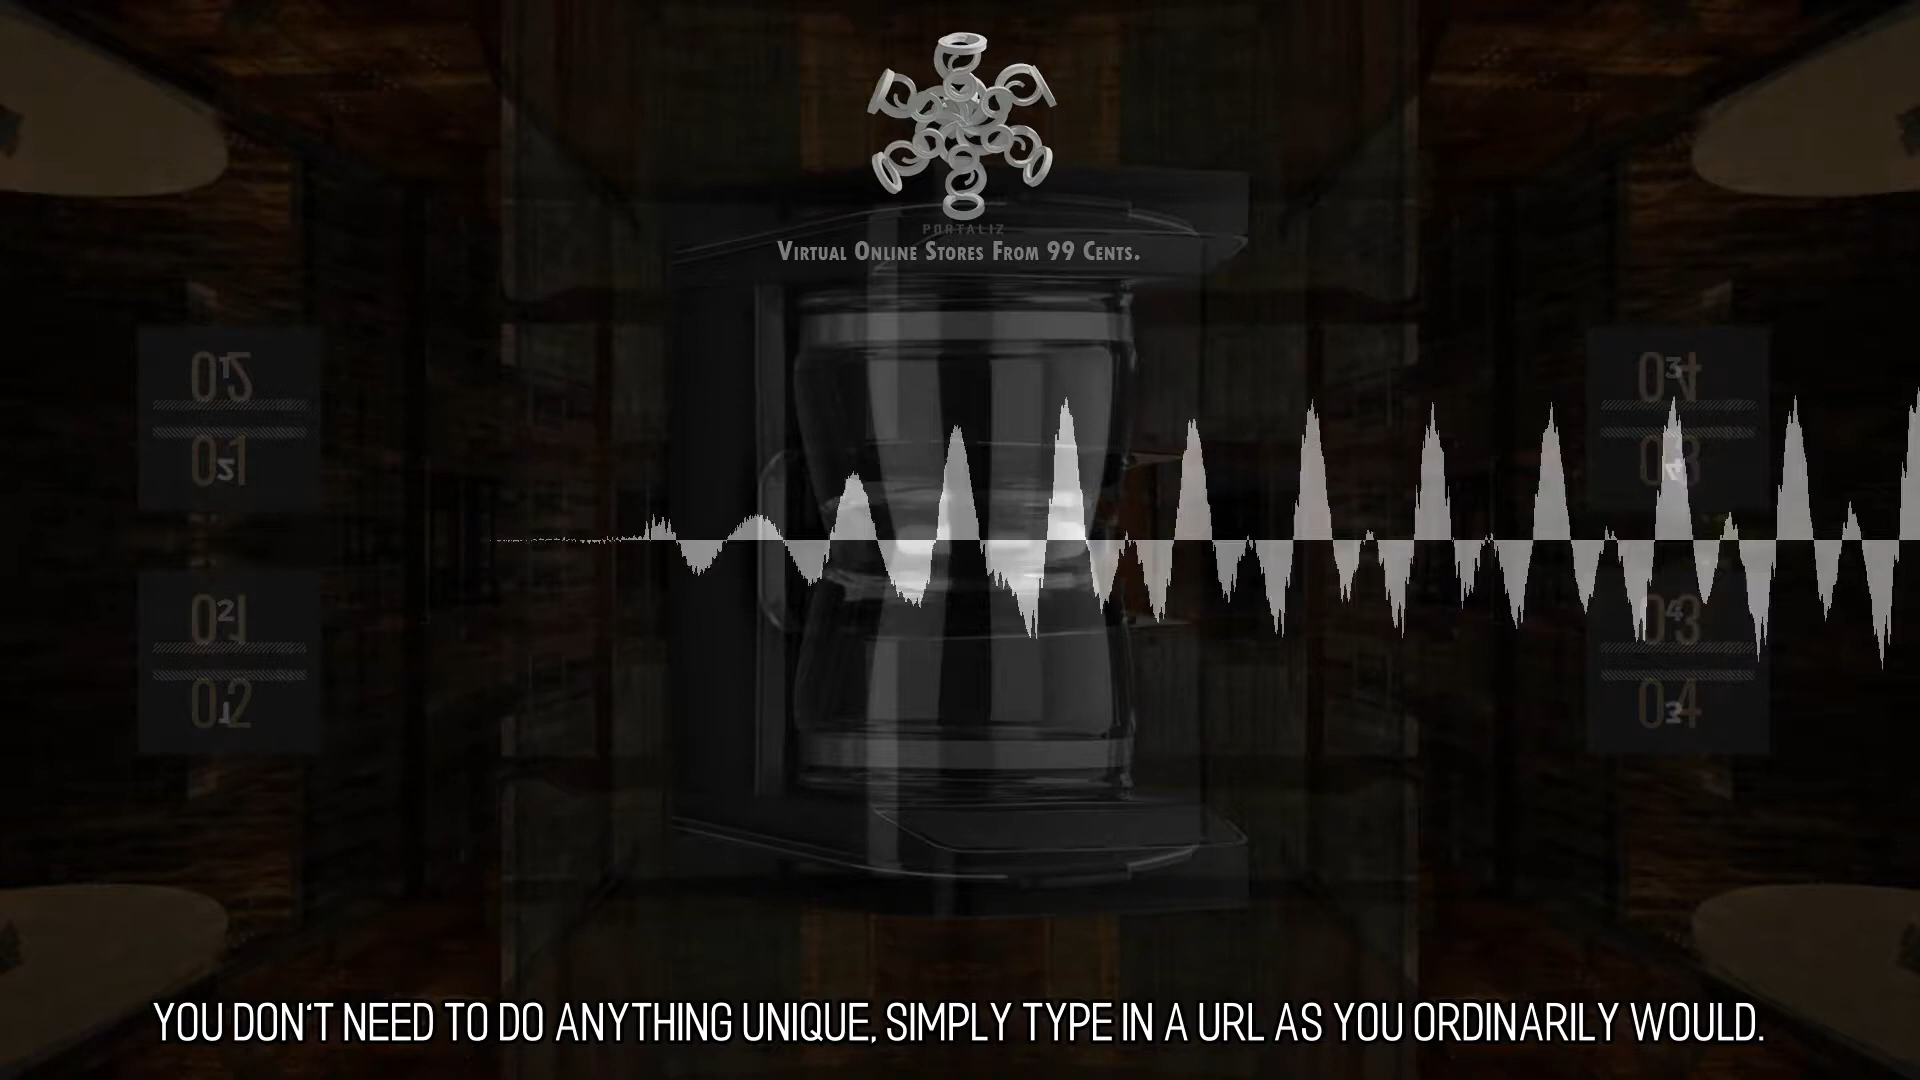 PORTALIZ
Virtual Online Stores From 99 Cents.
YOU DON'T NEED TO DO ANYTHING UNIQUE, SIMPLY TYPE IN A URL AS YOU ORDINARILY WOULD.